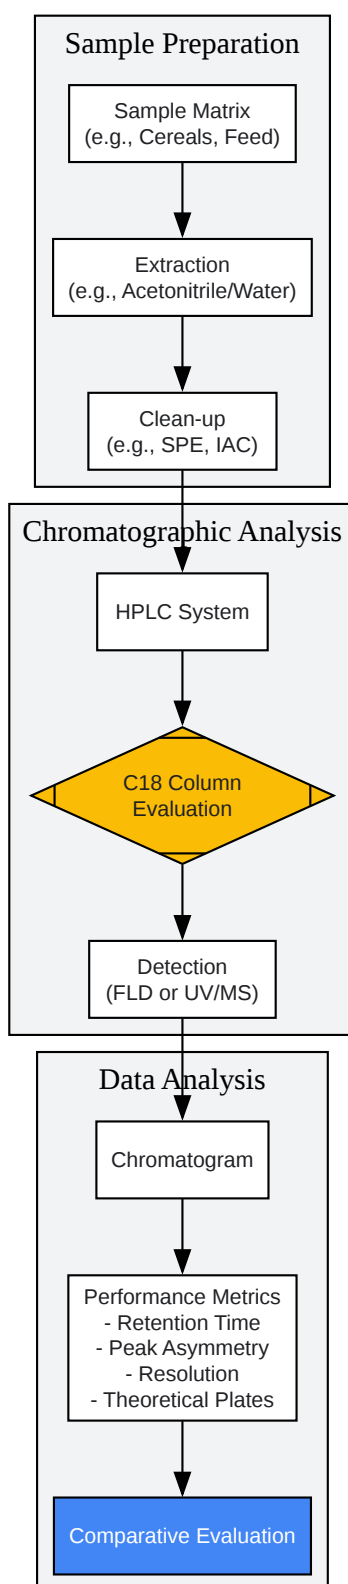 Sample Preparation
Sample Matrix
(e.g., Cereals, Feed)
Extraction
(e.g., Acetonitrile/Water)
Clean-up
(e.g., SPE, IAC)
Chromatographic Analysis
HPLC System
C18 Column
Evaluation
Detection
(FLD or UV/MS)
Data Analysis
Chromatogram
Performance Metrics
- Retention Time
- Peak Asymmetry
- Resolution
- Theoretical Plates
Comparative Evaluation